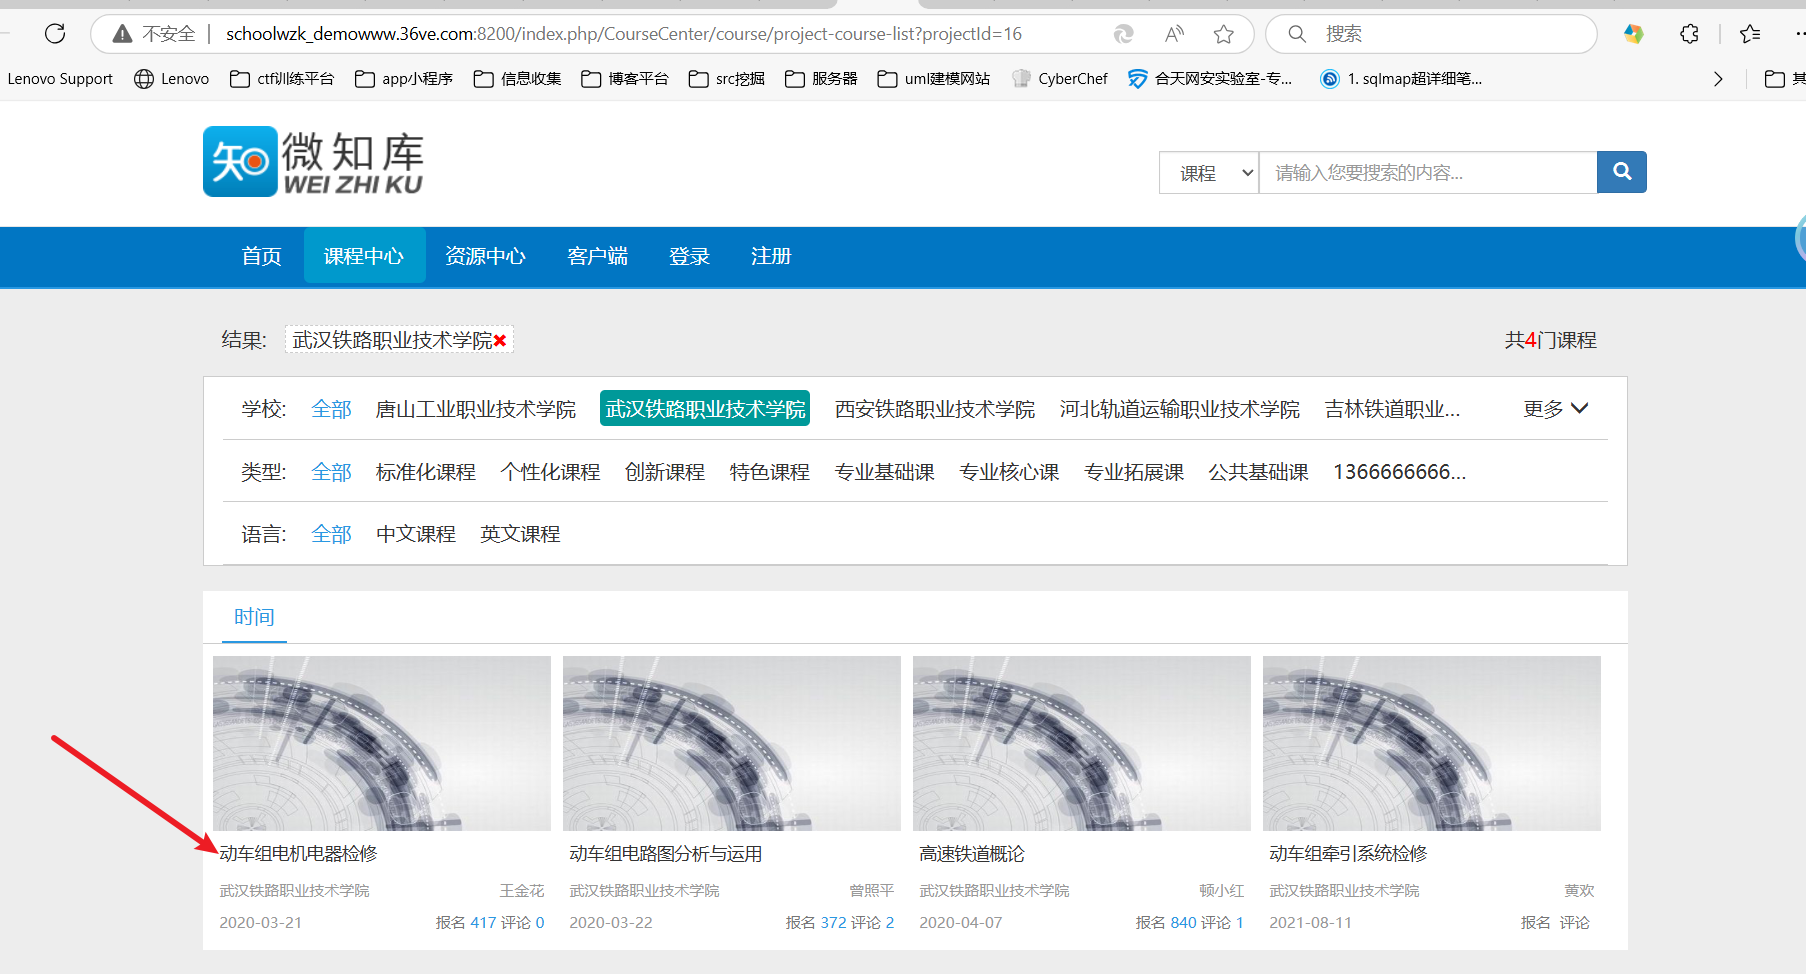 不安全 schoolwzk_demowww.36ve.com:8200/index.php/CourseCenter/course/project-course-list?projectId=16 搜索
Lenovo Support Lenovo ctf训练平台 app小程序 信息收集 博客平台 src挖掘 服务器 uml建模网站 CyberChef 合天网安实验室-专... 1. sqlmap超详细笔...
知 微知库
WEI ZHI KU
课程 请输入您要搜索的内容...
首页 课程中心 资源中心 客户端 登录 注册
结果: 武汉铁路职业技术学院 共4门课程
学校: 全部 唐山工业职业技术学院 武汉铁路职业技术学院 西安铁路职业技术学院 河北轨道运输职业技术学院 吉林铁道职业... 更多
类型: 全部 标准化课程 个性化课程 创新课程 特色课程 专业基础课 专业核心课 专业拓展课 公共基础课 1366666666...
语言: 全部 中文课程 英文课程
时间
动车组电机电器检修 动车组电路图分析与运用 高速铁道概论 动车组牵引系统检修
武汉铁路职业技术学院 王金花 武汉铁路职业技术学院 曾照平 武汉铁路职业技术学院 顿小红 武汉铁路职业技术学院 黄欢
2020-03-21 报名 417 评论 0 2020-03-22 报名 372 评论 2 2020-04-07 报名 840 评论 1 2021-08-11 报名 评论